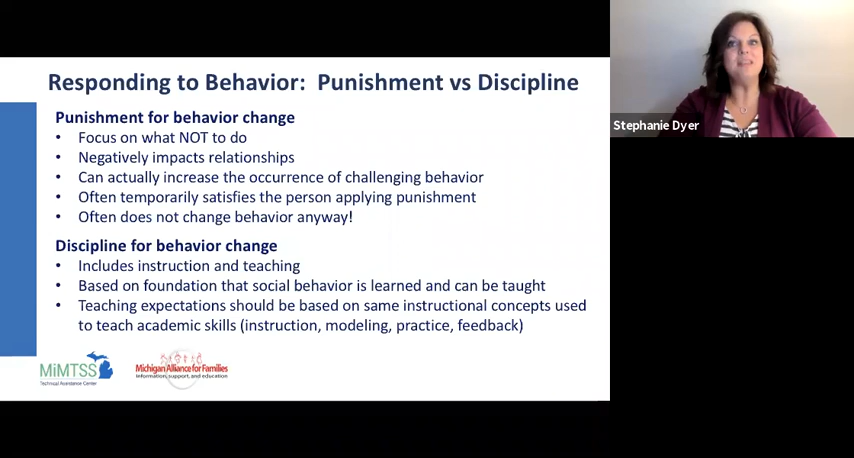 Responding to Behavior: Punishment vs Discipline
Punishment for behavior change
• Focus on what NOT to do
• Negatively impacts relationships
• Can actually increase the occurrence of challenging behavior
• Often temporarily satisfies the person applying punishment
• Often does not change behavior anyway!
Discipline for behavior change
• Includes instruction and teaching
• Based on foundation that social behavior is learned and can be taught
• Teaching expectations should be based on same instructional concepts used
to teach academic skills (instruction, modeling, practice, feedback)
MiMTSS
Technical Assistance Center
Michigan Alliance for Families
information, support, and education
Stephanie Dyer